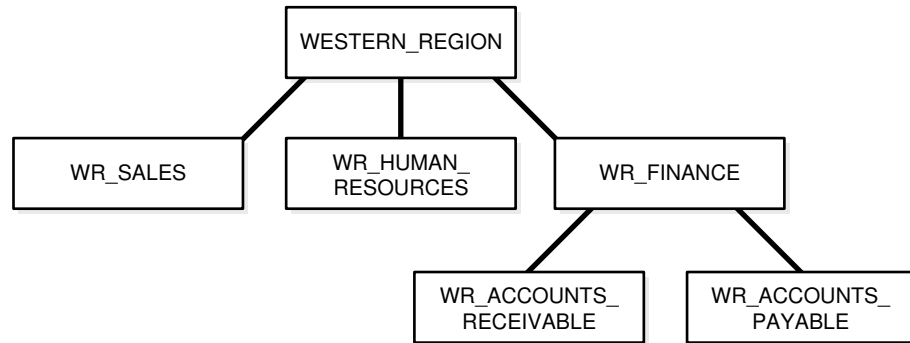 WESTERN_REGION
WR_SALES
WR_HUMAN_
RESOURCES
WR_FINANCE
WR_ACCOUNTS_
RECEIVABLE
WR_ACCOUNTS_
PAYABLE